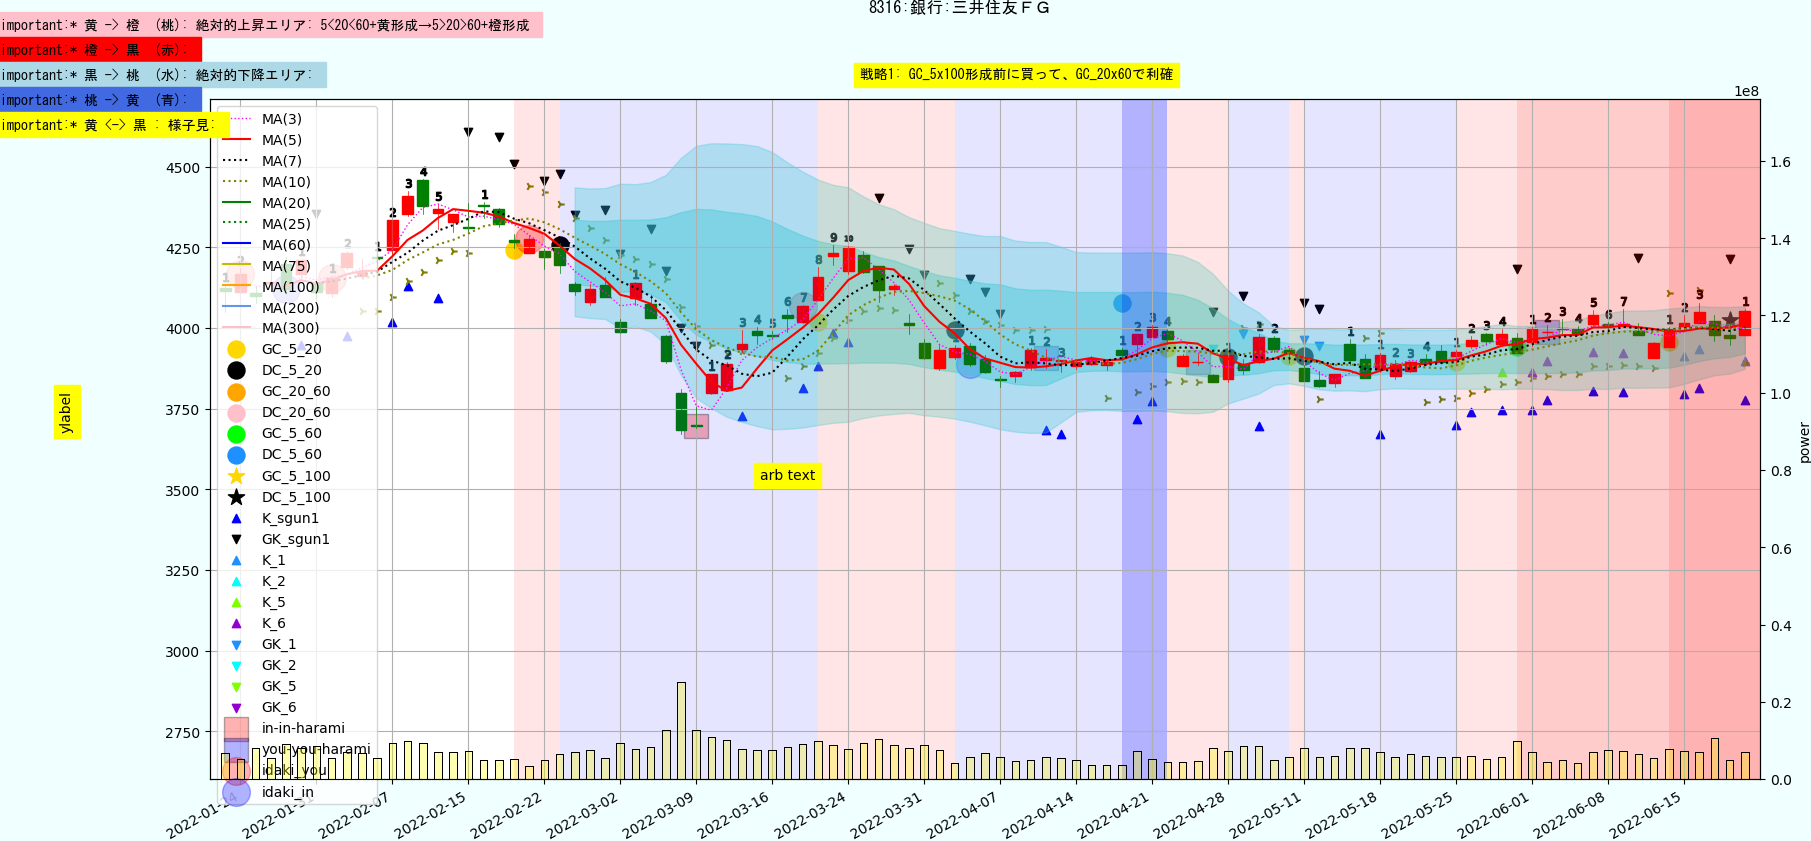 8316:銀行:三井住友ＦＧ
important:* 黄 -> 橙 (桃): 絶対的上昇エリア: 5<20<60+黄形成→5>20>60+橙形成
important:* 橙 -> 黒 (赤):
important:* 黒 -> 桃 (水): 絶対的下降エリア:
戦略1: GC_5x100形成前に買って、GC_20x60で利確
important:* 桃 -> 黄 (青):
important:* 黄 <-> 黒 : 様子見:
1e8
MA(3)
MA(5)
MA(7)
MA(10)
MA(20)
MA(25)
MA(60)
MA(75)
MA(100)
MA(200)
MA(300)
GC_5_20
DC_5_20
GC_20_60
DC_20_60
GC_5_60
DC_5_60
GC_5_100
DC_5_100
K_sgun1
GK_sgun1
K_1
K_2
K_5
K_6
GK_1
GK_2
GK_5
GK_6
in-in-harami
you-you-harami
idaki_you
idaki_in
4500
4250
4000
3750
3500
3250
3000
2750
ylabel
arb text
1.6
1.4
1.2
1.0
0.8
0.6
0.4
0.2
0.0
power
2022-01-31
2022-02-07
2022-02-15
2022-02-22
2022-03-02
2022-03-09
2022-03-16
2022-03-24
2022-03-31
2022-04-07
2022-04-14
2022-04-21
2022-04-28
2022-05-11
2022-05-18
2022-05-25
2022-06-01
2022-06-08
2022-06-15